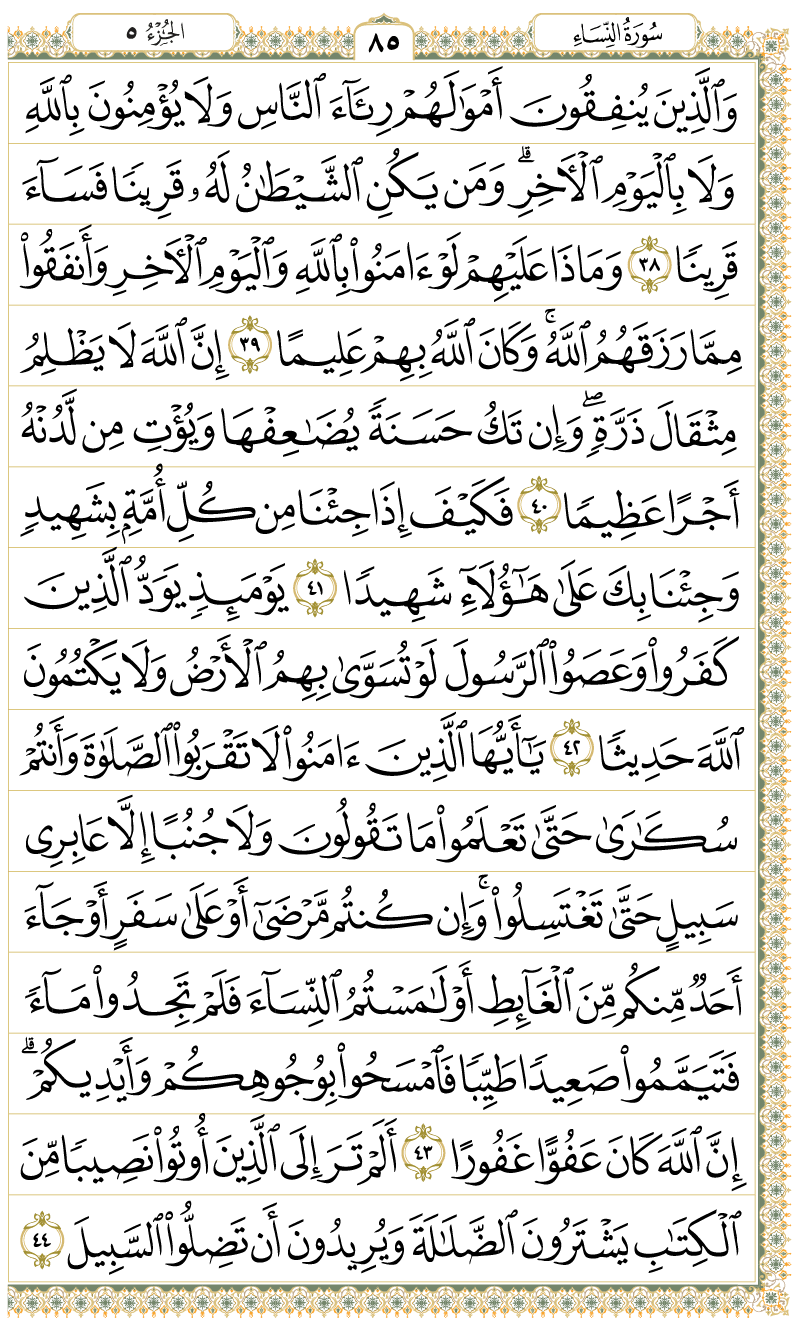 سُورَةُ النِّسَاءِ
٨٥
الجُزْءُ ٥
وَٱلَّذِينَ يُنفِقُونَ أَمْوَٰلَهُمْ رِئَآءَ ٱلنَّاسِ وَلَا يُؤْمِنُونَ بِٱللَّهِ
وَلَا بِٱلْيَوْمِ ٱلْأَخِرِۗ وَمَن يَكُنِ ٱلشَّيْطَـٰنُ لَهُۥ قَرِينًا فَسَآءَ
قَرِينًا ٣٨ وَمَاذَا عَلَيْهِمْ لَوْ ءَامَنُوا۟ بِٱللَّهِ وَٱلْيَوْمِ ٱلْأَخِرِ وَأَنفَقُوا۟
مِمَّا رَزَقَهُمُ ٱللَّهُۚ وَكَانَ ٱللَّهُ بِهِمْ عَلِيمًا ٣٩ إِنَّ ٱللَّهَ لَا يَظْلِمُ
مِثْقَالَ ذَرَّةٍۖ وَإِن تَكُ حَسَنَةً يُضَـٰعِفْهَا وَيُؤْتِ مِن لَّدُنْهُ
أَجْرًا عَظِيمًا ٤٠ فَكَيْفَ إِذَا جِئْنَا مِن كُلِّ أُمَّةٍۭ بِشَهِيدٍ
وَجِئْنَا بِكَ عَلَىٰ هَـٰٓؤُلَآءِ شَهِيدًا ٤١ يَوْمَئِذٍ يَوَدُّ ٱلَّذِينَ
كَفَرُوا۟ وَعَصَوُا۟ ٱلرَّسُولَ لَوْ تُسَوَّىٰ بِهِمُ ٱلْأَرْضُ وَلَا يَكْتُمُونَ
ٱللَّهَ حَدِيثًا ٤٢ يَـٰٓأَيُّهَا ٱلَّذِينَ ءَامَنُوا۟ لَا تَقْرَبُوا۟ ٱلصَّلَوٰةَ وَأَنتُمْ
سُكَـٰرَىٰ حَتَّىٰ تَعْلَمُوا۟ مَا تَقُولُونَ وَلَا جُنُبًا إِلَّا عَابِرِى
سَبِيلٍ حَتَّىٰ تَغْتَسِلُوا۟ۚ وَإِن كُنتُم مَّرْضَىٰٓ أَوْ عَلَىٰ سَفَرٍ أَوْ جَآءَ
أَحَدٌ مِّنكُم مِّنَ ٱلْغَآئِطِ أَوْ لَـٰمَسْتُمُ ٱلنِّسَآءَ فَلَمْ تَجِدُوا۟ مَآءً
فَتَيَمَّمُوا۟ صَعِيدًا طَيِّبًا فَٱمْسَحُوا۟ بِوُجُوهِكُمْ وَأَيْدِيكُمْۗ
إِنَّ ٱللَّهَ كَانَ عَفُوًّا غَفُورًا ٤٣ أَلَمْ تَرَ إِلَى ٱلَّذِينَ أُوتُوا۟ نَصِيبًا مِّنَ
ٱلْكِتَـٰبِ يَشْتَرُونَ ٱلضَّلَـٰلَةَ وَيُرِيدُونَ أَن تَضِلُّوا۟ ٱلسَّبِيلَ ٤٤